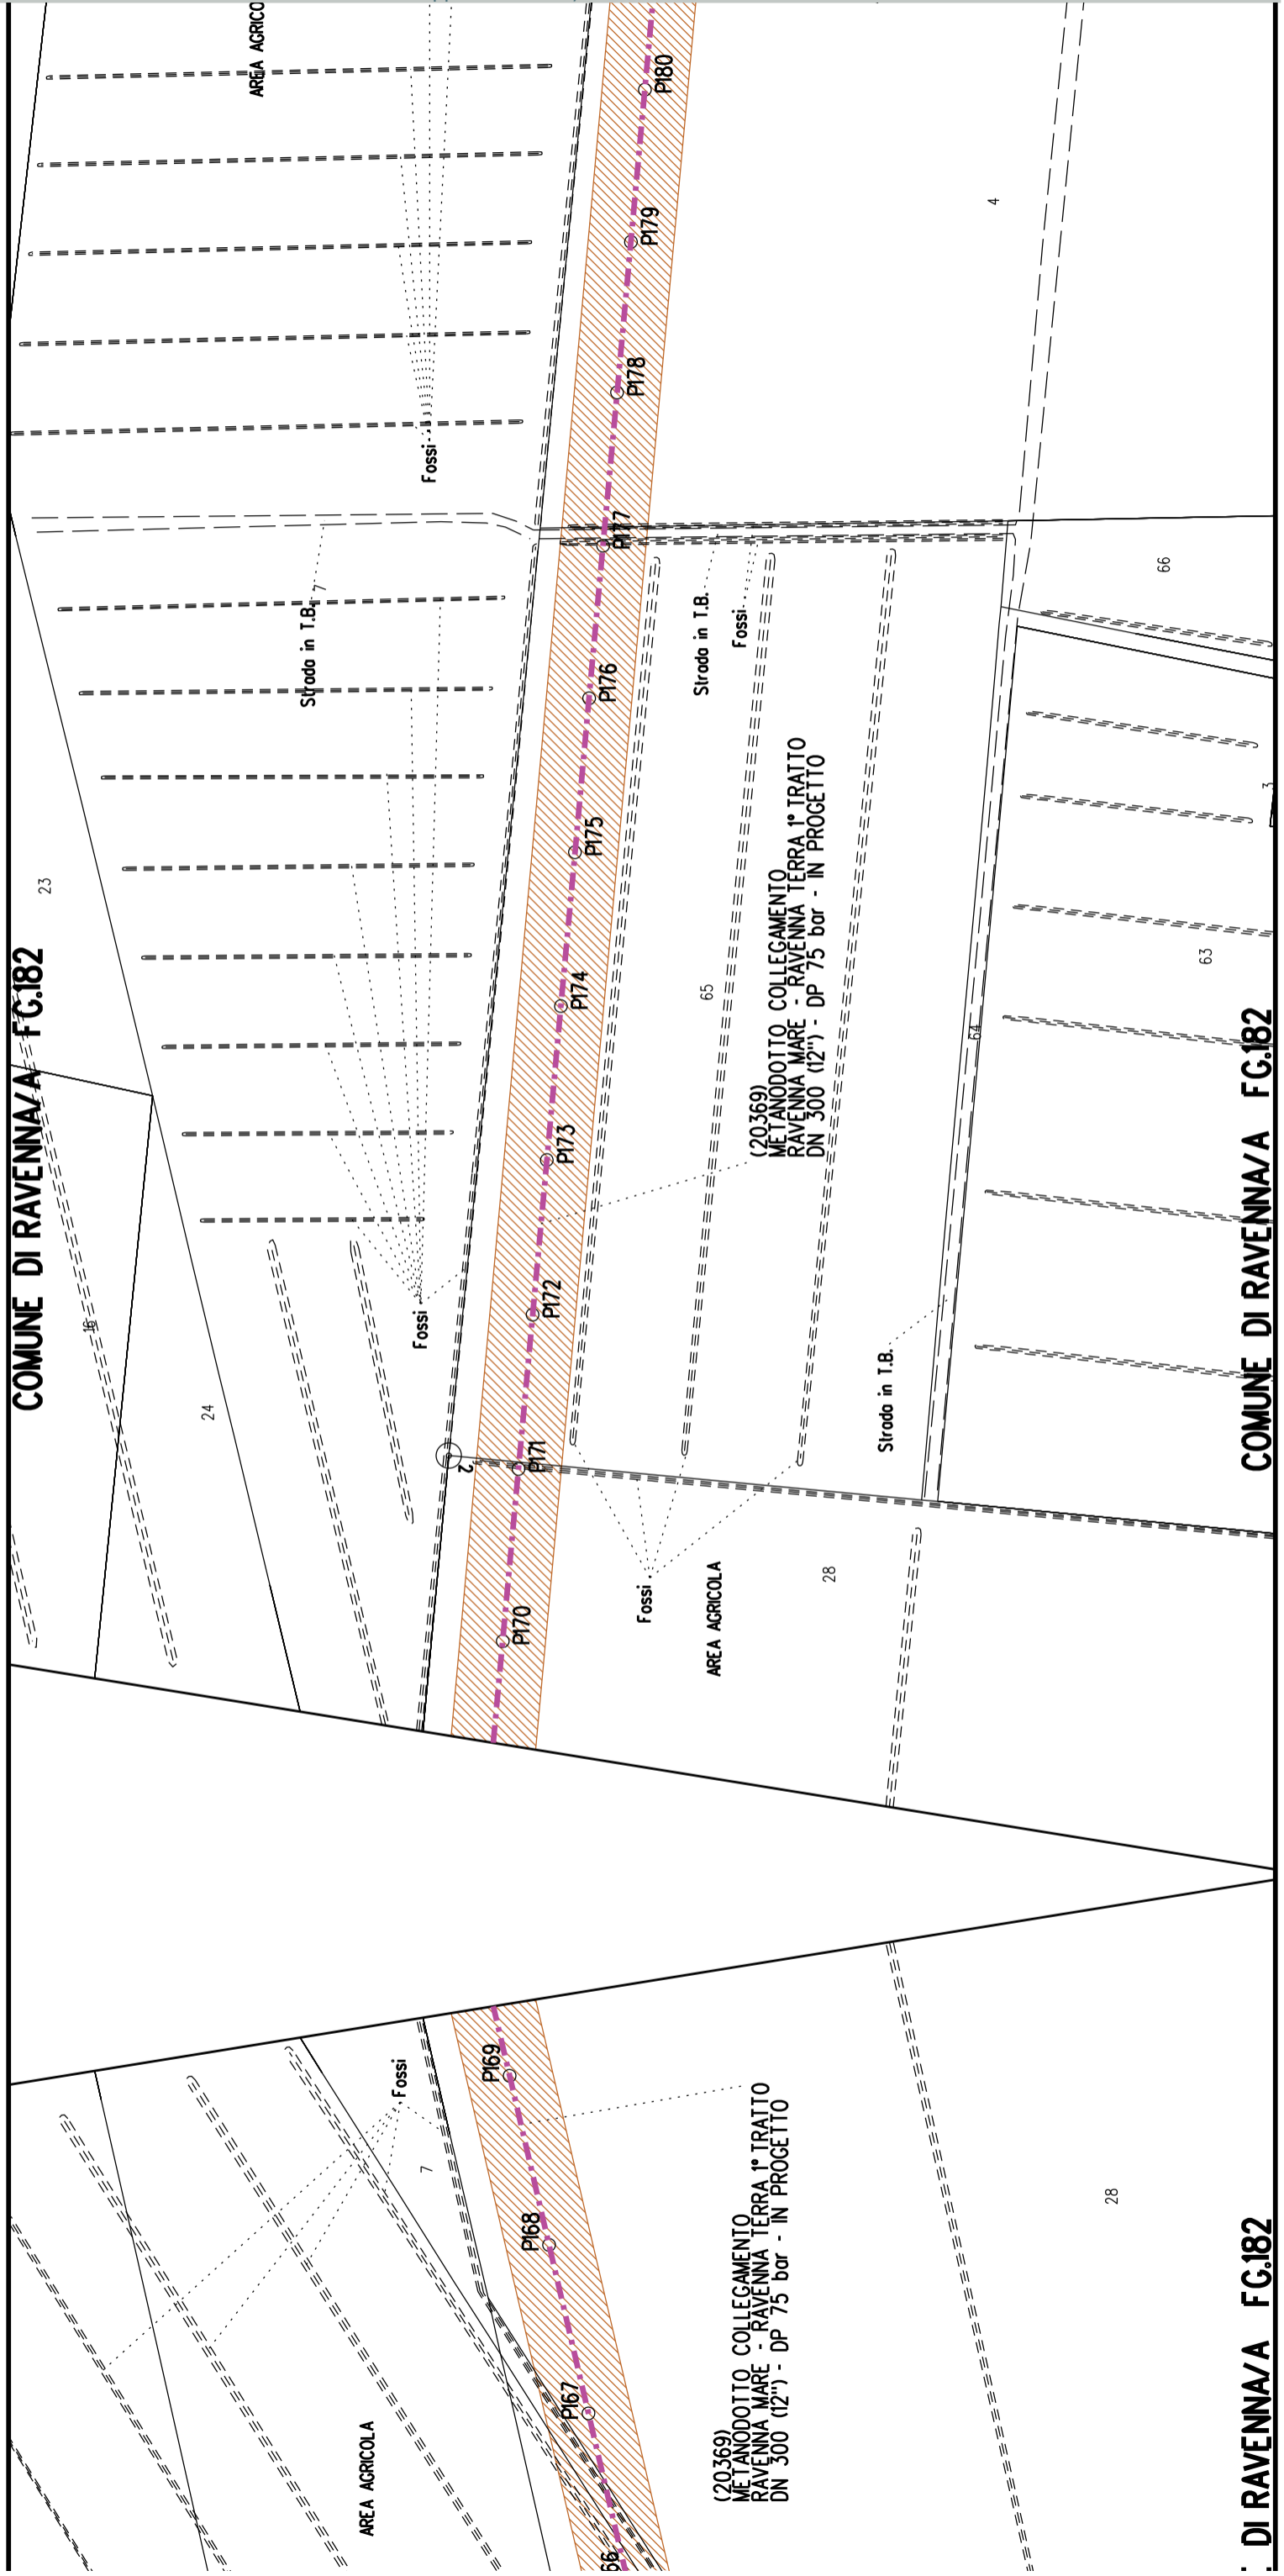 AREA AGRICO
P180
P179
4
P178
Fossi
P177
7
66
Strada in T.B.
Strada in T.B.
Fossi
P176
3
P175
23
COMUNE DI RAVENNA/A FG.182
65
P174
63
64
COMUNE DI RAVENNA/A FG.182
(20369)
METANODOTTO COLLEGAMENTO
RAVENNA MARE - RAVENNA TERRA 1° TRATTO
DN 300 (12") - DP 75 bar - IN PROGETTO
P173
16
P172
Fossi
24
Strada in T.B.
2
P171
Fossi
28
AREA AGRICOLA
P170
P169
Fossi
7
28
P168
(20369)
METANODOTTO COLLEGAMENTO
RAVENNA MARE - RAVENNA TERRA 1° TRATTO
DN 300 (12") - DP 75 bar - IN PROGETTO
P167
AREA AGRICOLA
DI RAVENNA/A FG.182
66